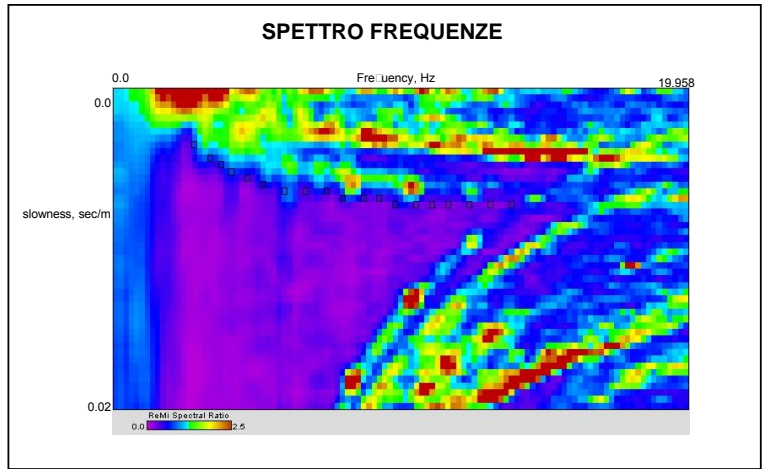 SPETTRO FREQUENZE
0.0 Fre□uency, Hz 19.958
0.0
slowness, sec/m
0.02
ReMi Spectral Ratio
0.0 2.5